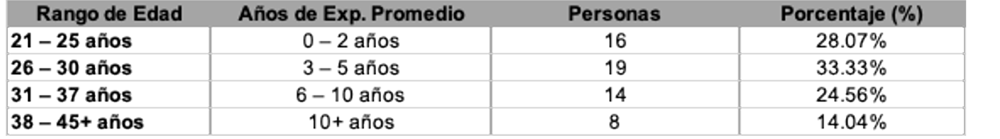 Rango de Edad Años de Exp. Promedio Personas Porcentaje (%)
21 – 25 años 0 – 2 años 16 28.07%
26 – 30 años 3 – 5 años 19 33.33%
31 – 37 años 6 – 10 años 14 24.56%
38 – 45+ años 10+ años 8 14.04%